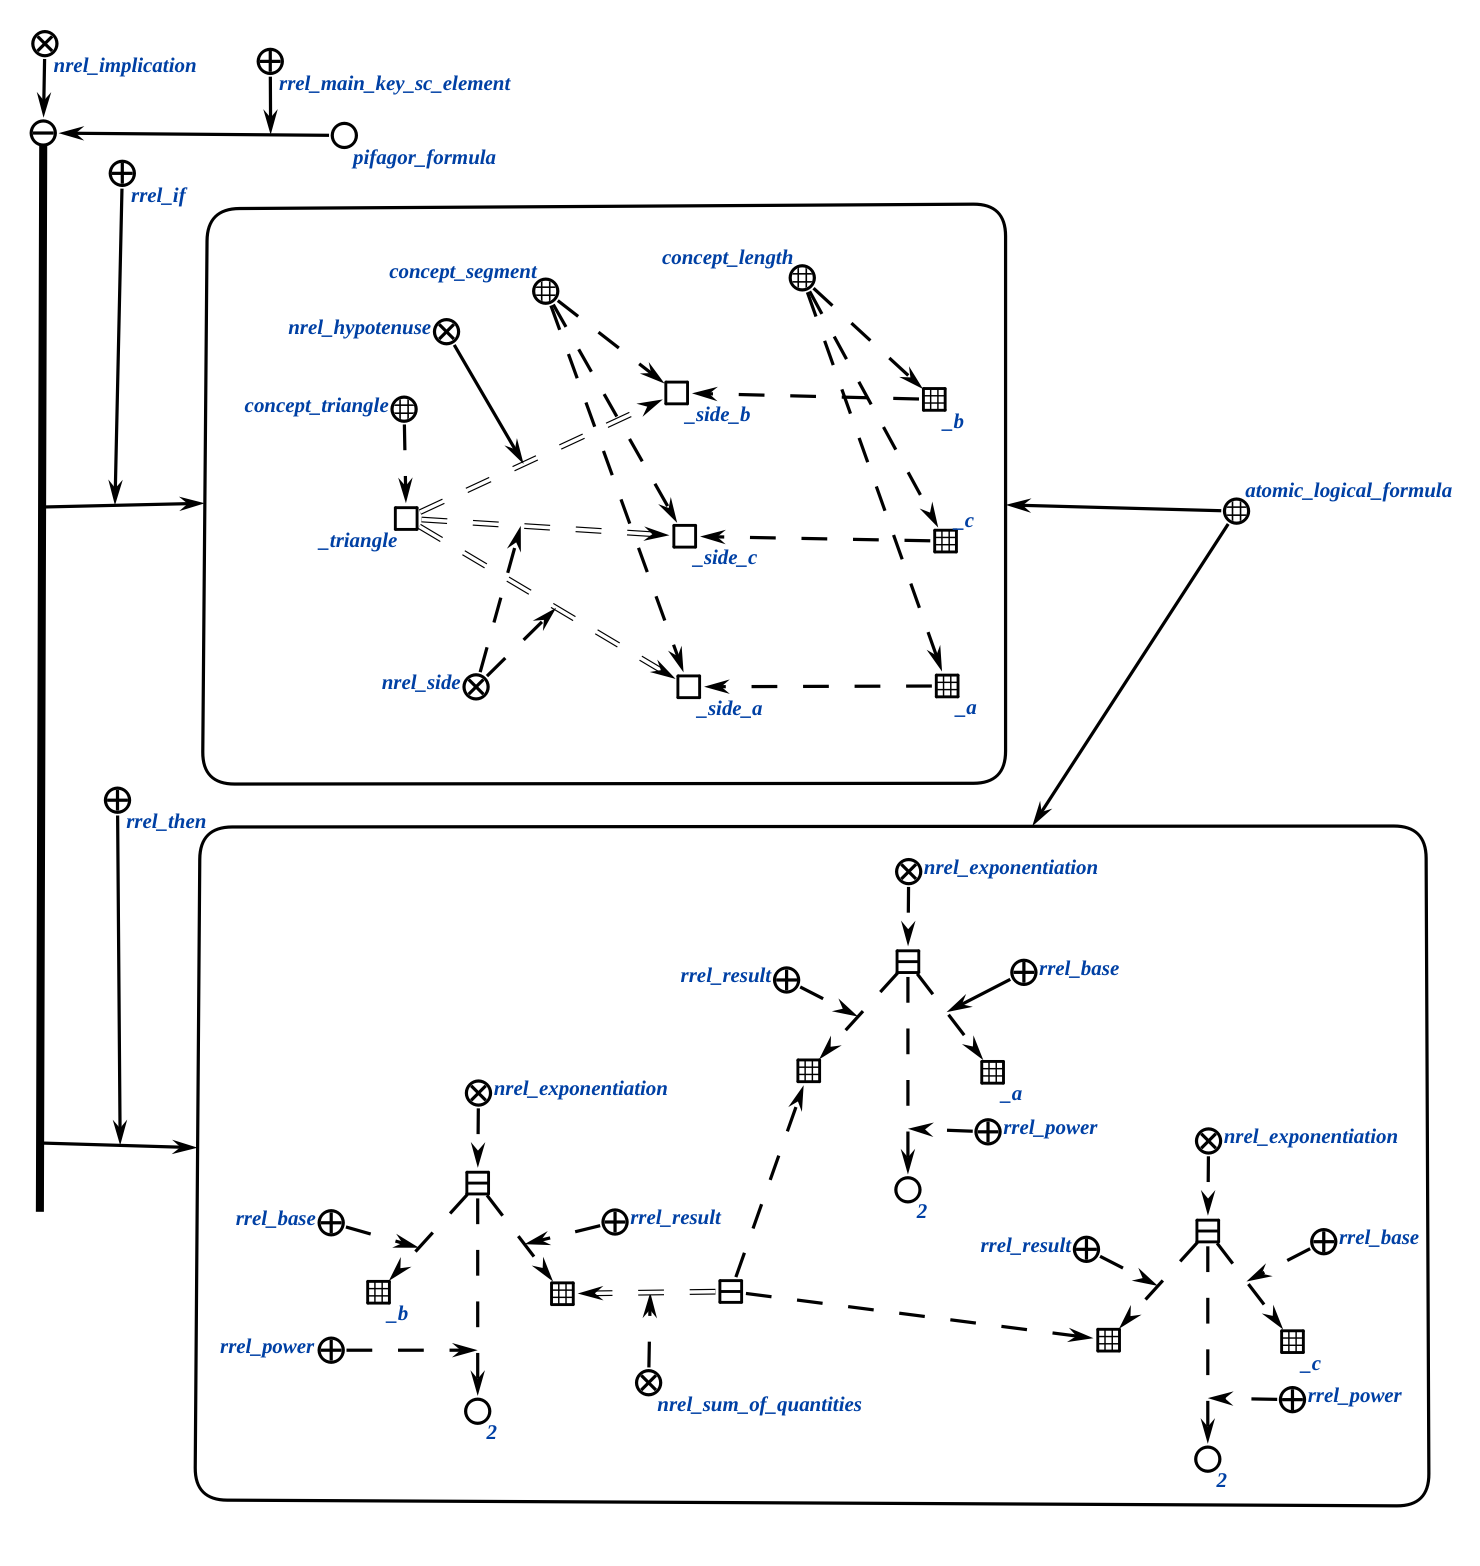 nrel_implication
rrel_main_key_sc_element
pifagor_formula
rrel_if
concept_length
concept_segment
nrel_hypotenuse
concept_triangle
_side_b
_b
atomic_logical_formula
_c
_triangle
_side_c
nrel_side
_side_a
_a
rrel_then
nrel_exponentiation
rrel_result
rrel_base
nrel_exponentiation
_a
rrel_power
nrel_exponentiation
rrel_base
rrel_result
2
rrel_result
rrel_base
_b
rrel_power
_c
rrel_power
nrel_sum_of_quantities
2
2